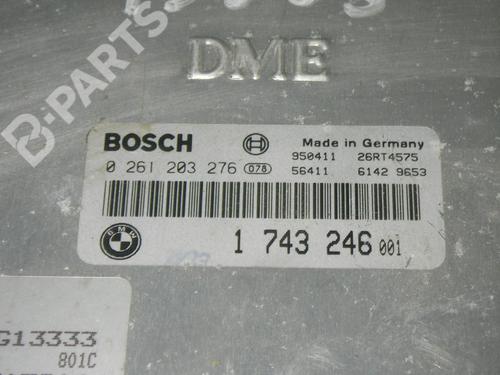 B-PARTS
DME
BOSCH
Made in Germany
0 261 203 276 078
950411 26RT4575
56411 6142 9653
BMW
1 743 246 001
G13333
801C